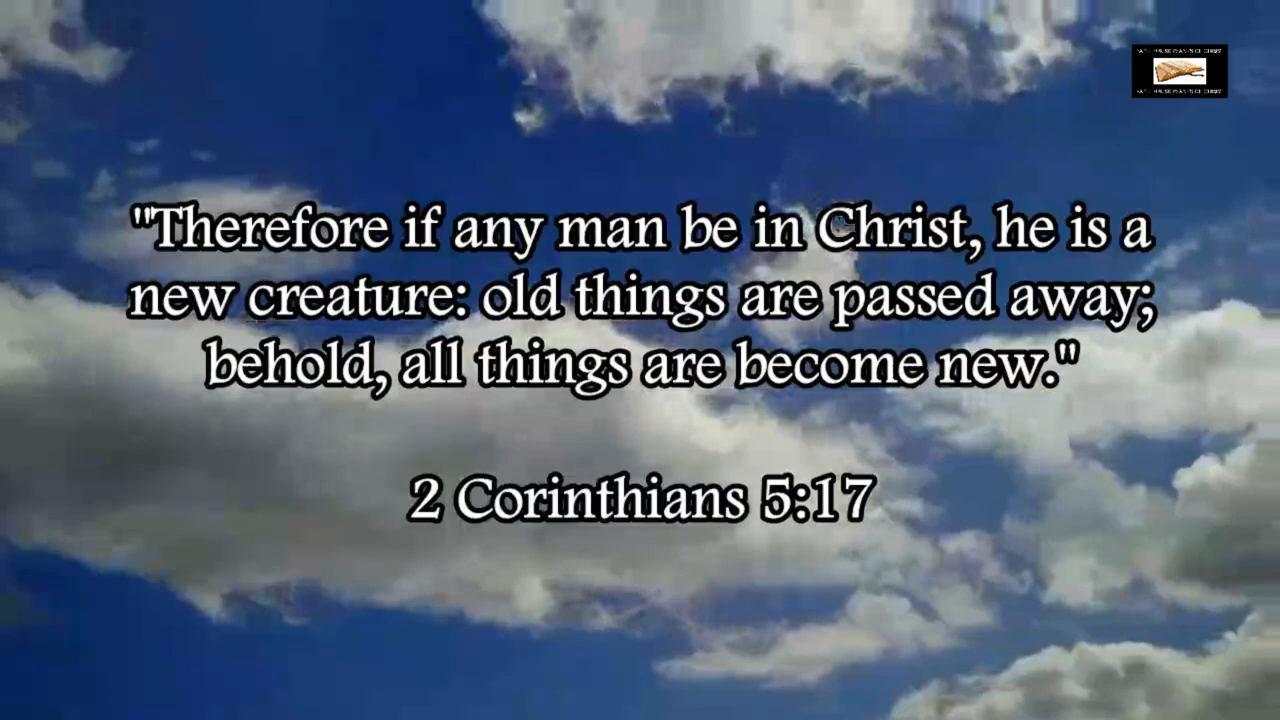 "Therefore if any man be in Christ, he is a
new creature: old things are passed away;
behold, all things are become new."
2 Corinthians 5:17